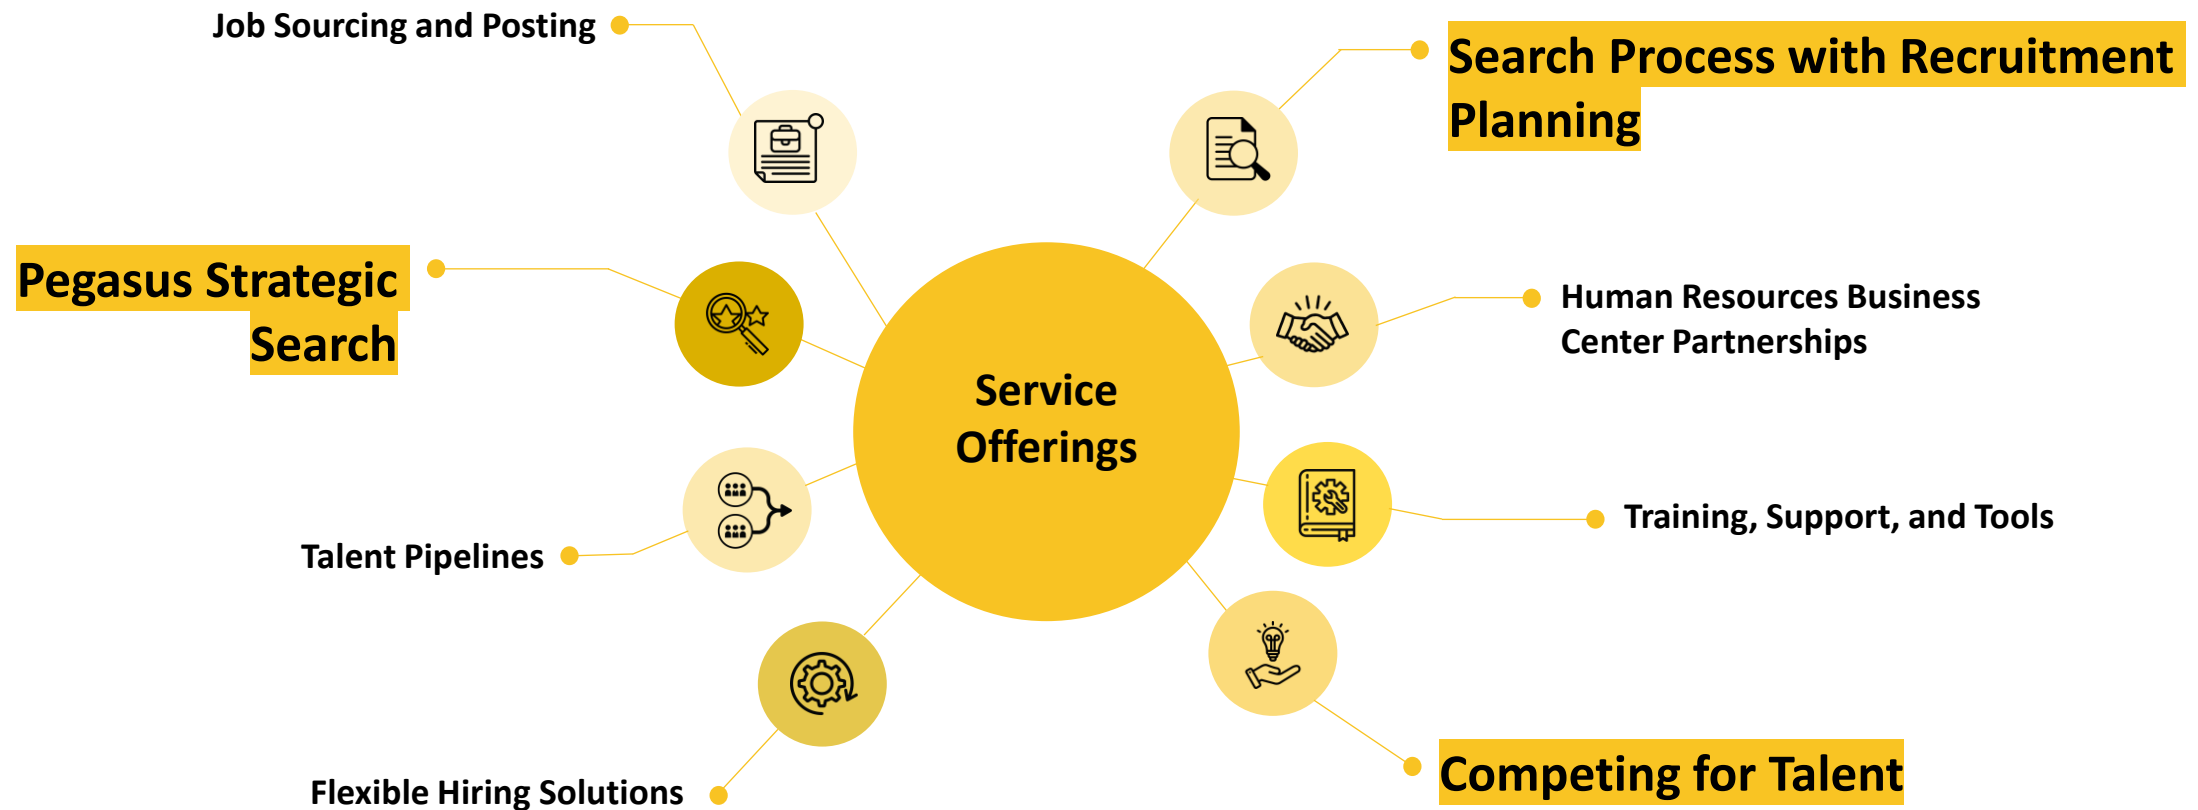 Job Sourcing and Posting
Search Process with Recruitment
Planning
Pegasus Strategic
Search
Human Resources Business
Center Partnerships
Service
Offerings
Training, Support, and Tools
Talent Pipelines
Flexible Hiring Solutions
Competing for Talent